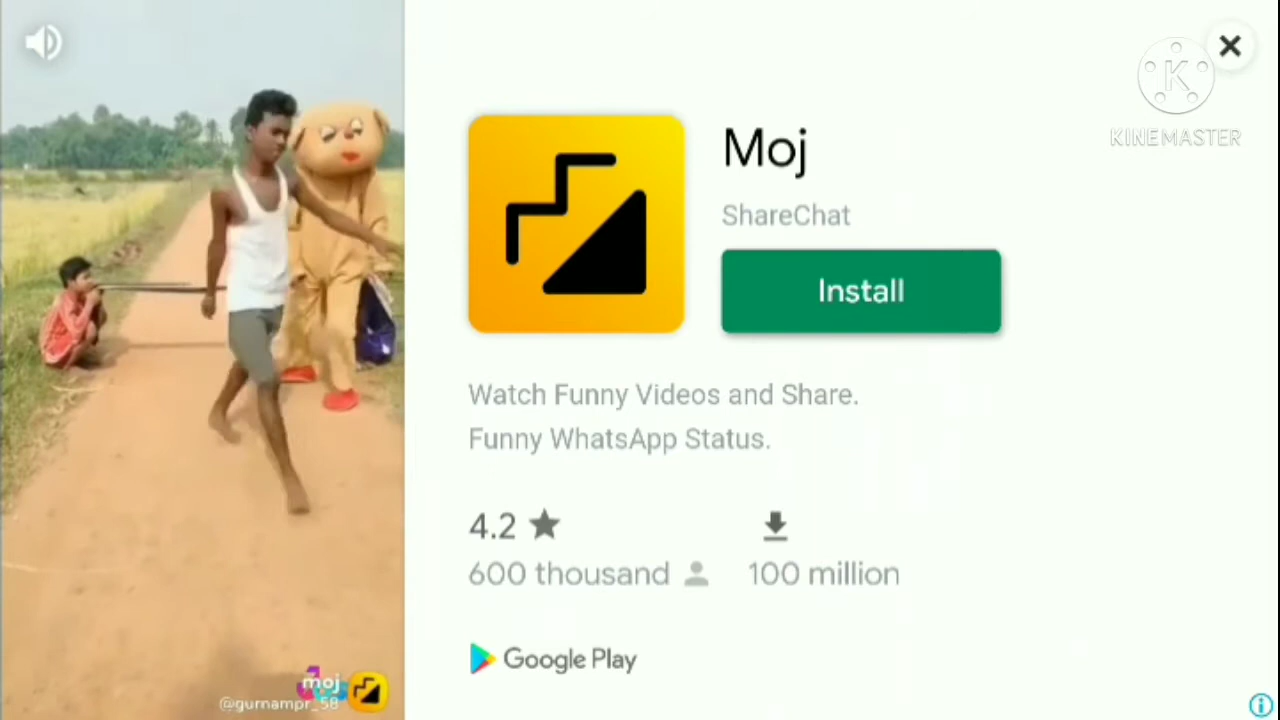 Moj
ShareChat
Install
Watch Funny Videos and Share.
Funny WhatsApp Status.
4.2
600 thousand
100 million
Google Play
K
KINEMASTER
moj
@gurnampr_58